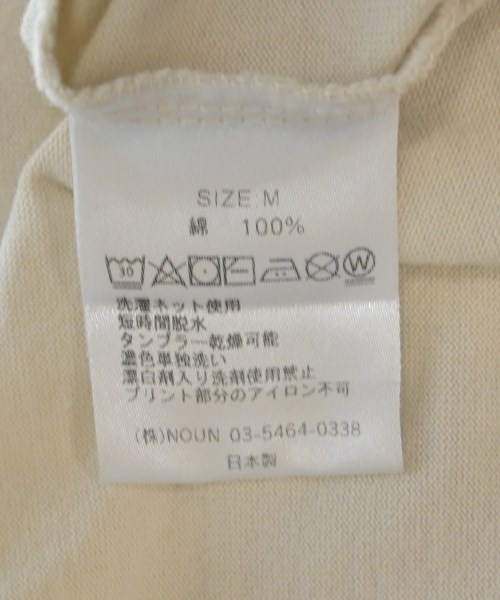 SIZE:M
綿 100%
30 W
洗濯ネット使用
短時間脱水
タンブラー乾燥可能
濃色単独洗い
漂白剤入り洗剤使用禁止
プリント部分のアイロン不可
(株)NOUN 03-5464-0338
日本製